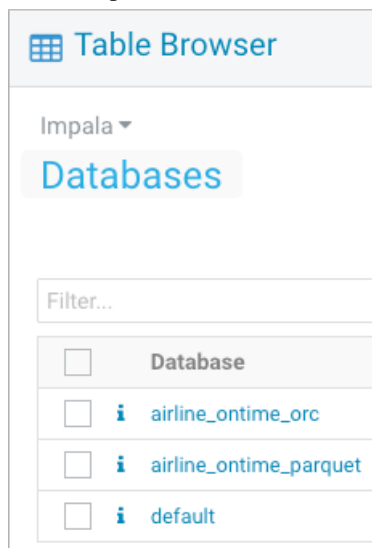 Table Browser
Impala
Databases
Filter...
Database
i airline_ontime_orc
i airline_ontime_parquet
i default